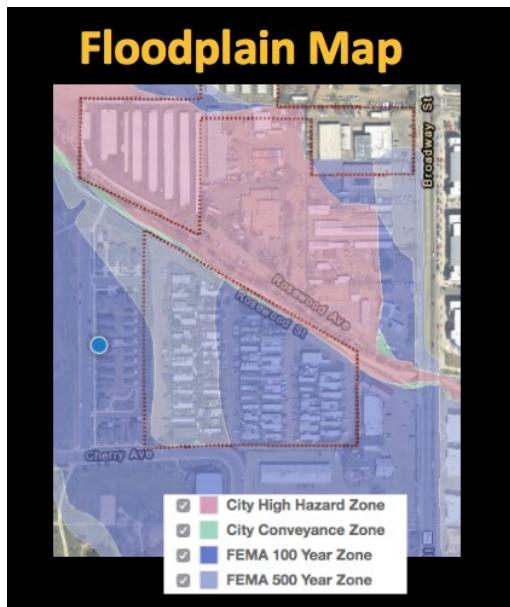 Floodplain Map
Broadway St
Rosewood Ave
Rosewood St
Cherry Ave
City High Hazard Zone
City Conveyance Zone
FEMA 100 Year Zone
FEMA 500 Year Zone
St